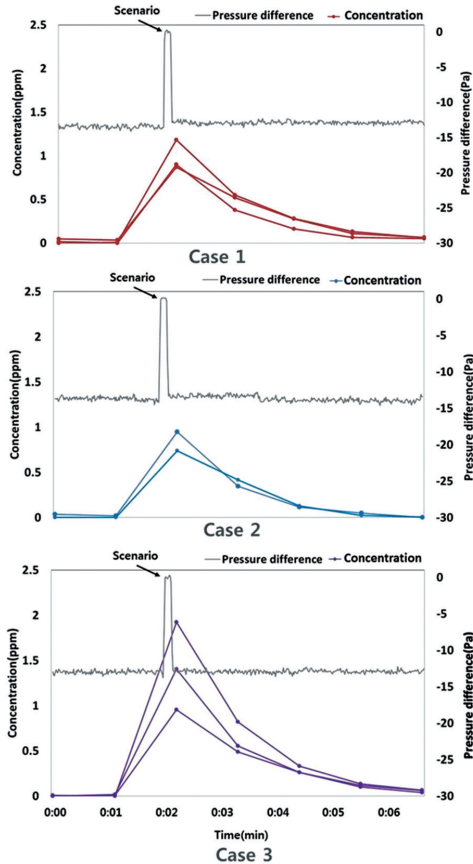 Scenario
Pressure difference
Concentration
Concentration(ppm)
2.5
2
1.5
1
0.5
0
Pressure difference(Pa)
0
-5
-10
-15
-20
-25
-30
Case 1
Scenario
Pressure difference
Concentration
Concentration(ppm)
2.5
2
1.5
1
0.5
0
Pressure difference(Pa)
0
-5
-10
-15
-20
-25
-30
Case 2
Scenario
Pressure difference
Concentration
Concentration(ppm)
2.5
2
1.5
1
0.5
0
Pressure difference(Pa)
0
-5
-10
-15
-20
-25
-30
0:00 0:01 0:02 0:03 0:04 0:05 0:06
Time(min)
Case 3